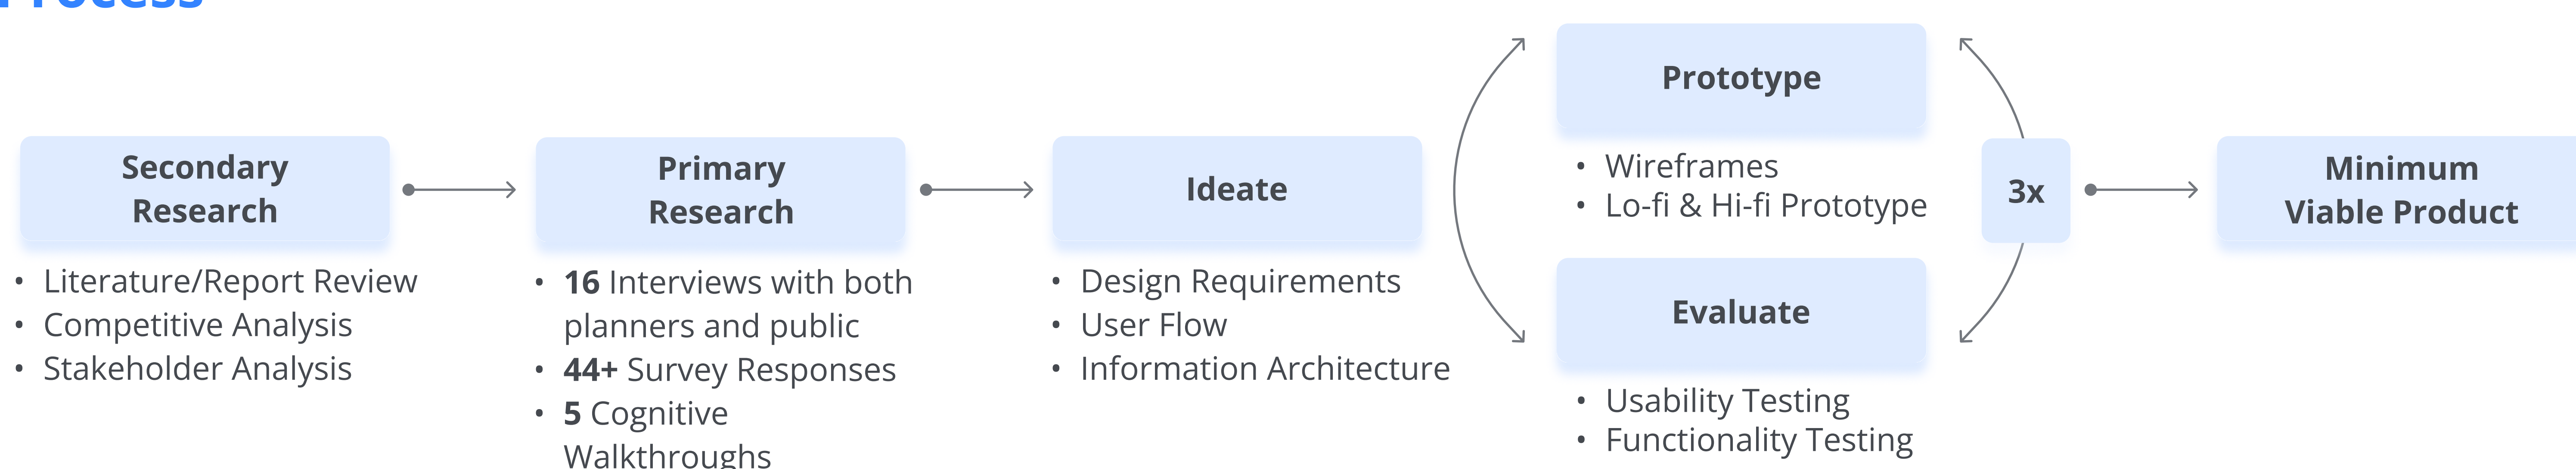 Process
Secondary
Research
• Literature/Report Review
• Competitive Analysis
• Stakeholder Analysis
Primary
Research
• 16 Interviews with both
planners and public
• 44+ Survey Responses
• 5 Cognitive
Walkthroughs
Ideate
• Design Requirements
• User Flow
• Information Architecture
Prototype
• Wireframes
• Lo-fi & Hi-fi Prototype
Evaluate
• Usability Testing
• Functionality Testing
3x
Minimum
Viable Product